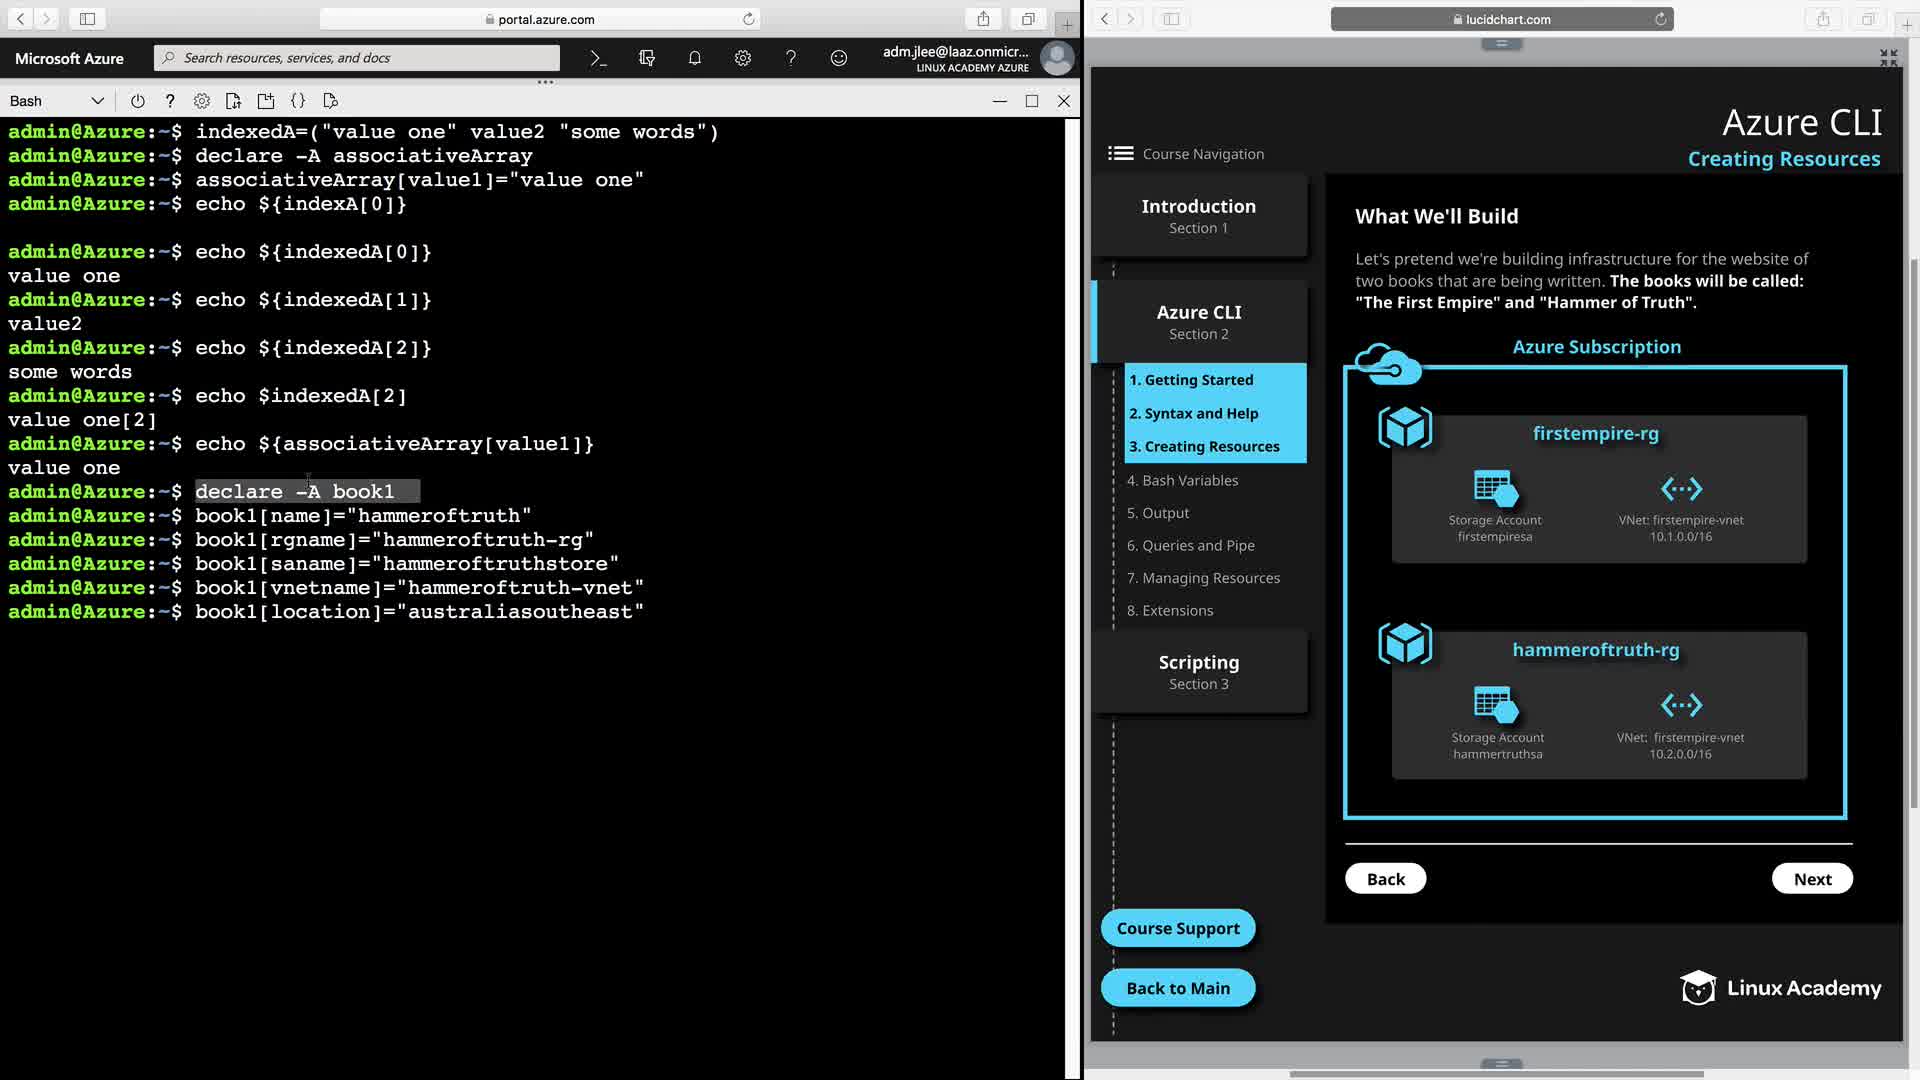 portal.azure.com
Microsoft Azure
Search resources, services, and docs
adm.jlee@laaz.onmicr...
LINUX ACADEMY AZURE
Bash
admin@Azure:~$ indexedA=("value one" value2 "some words")
admin@Azure:~$ declare -A associativeArray
admin@Azure:~$ associativeArray[value1]="value one"
admin@Azure:~$ echo ${indexA[0]}
admin@Azure:~$ echo ${indexedA[0]}
value one
admin@Azure:~$ echo ${indexedA[1]}
value2
admin@Azure:~$ echo ${indexedA[2]}
some words
admin@Azure:~$ echo $indexedA[2]
value one[2]
admin@Azure:~$ echo ${associativeArray[value1]}
value one
admin@Azure:~$ declare -A book1
admin@Azure:~$ book1[name]="hammeroftruth"
admin@Azure:~$ book1[rgname]="hammeroftruth-rg"
admin@Azure:~$ book1[saname]="hammeroftruthstore"
admin@Azure:~$ book1[vnetname]="hammeroftruth-vnet"
admin@Azure:~$ book1[location]="australiasoutheast"
lucidchart.com
Azure CLI
Creating Resources
Course Navigation
Introduction
Section 1
Azure CLI
Section 2
1. Getting Started
2. Syntax and Help
3. Creating Resources
4. Bash Variables
5. Output
6. Queries and Pipe
7. Managing Resources
8. Extensions
Scripting
Section 3
Course Support
Back to Main
What We'll Build
Let's pretend we're building infrastructure for the website of
two books that are being written. The books will be called:
"The First Empire" and "Hammer of Truth".
Azure Subscription
firstempire-rg
Storage Account
firstempiresa
VNet: firstempire-vnet
10.1.0.0/16
hammeroftruth-rg
Storage Account
hammertruthsa
VNet: firstempire-vnet
10.2.0.0/16
Back
Next
Linux Academy